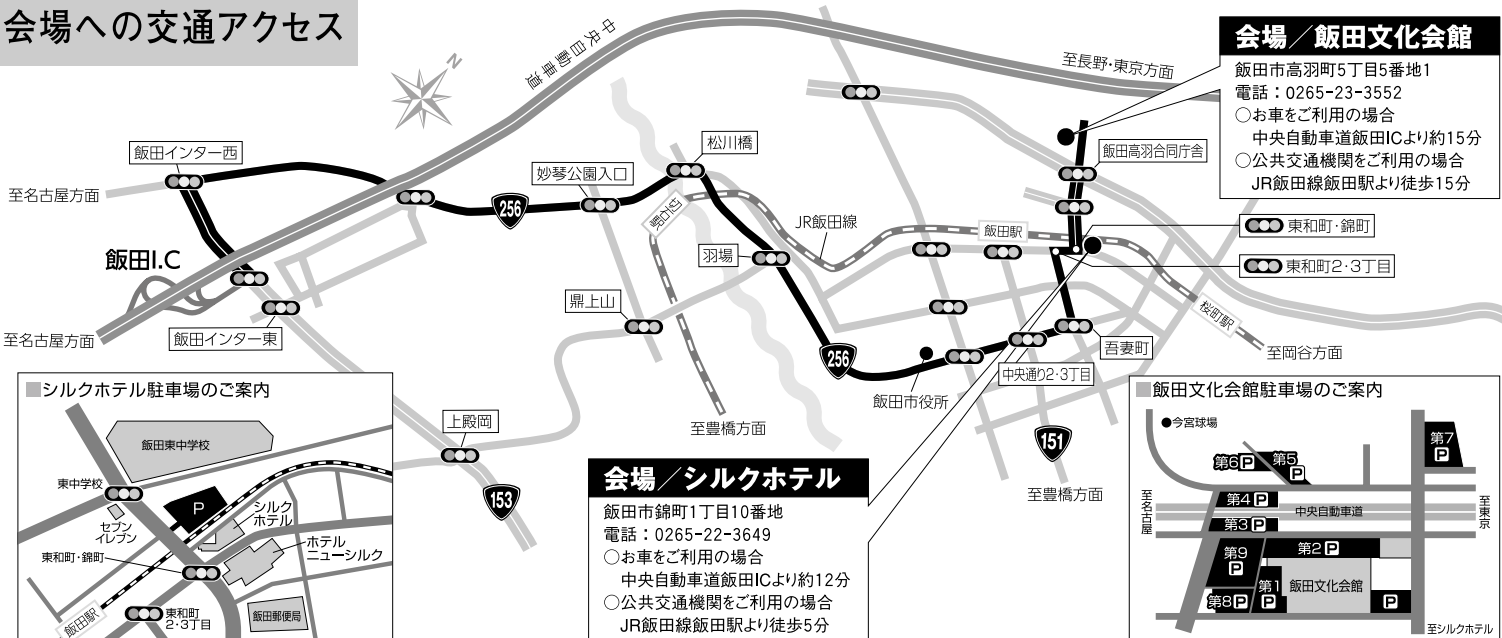 会場への交通アクセス
N
中央自動車道
至長野・東京方面
会場／飯田文化会館
飯田市高羽町5丁目5番地1
電話：0265-23-3552
○お車をご利用の場合
中央自動車道飯田ICより約15分
○公共交通機関をご利用の場合
JR飯田線飯田駅より徒歩15分
飯田インター西
至名古屋方面
飯田I.C
至名古屋方面
飯田インター東
256
妙琴公園入口
松川橋
切石駅
羽場
鼎上山
JR飯田線
飯田駅
飯田高羽合同庁舎
東和町・錦町
東和町2・3丁目
桜町駅
至岡谷方面
吾妻町
中央通り2・3丁目
256
飯田市役所
至豊橋方面
151
至豊橋方面
上殿岡
153
■シルクホテル駐車場のご案内
飯田東中学校
東中学校
P
セブン
イレブン
シルク
ホテル
ホテル
ニューシルク
東和町・錦町
飯田駅
東和町
2・3丁目
飯田郵便局
会場／シルクホテル
飯田市錦町1丁目10番地
電話：0265-22-3649
○お車をご利用の場合
中央自動車道飯田ICより約12分
○公共交通機関をご利用の場合
JR飯田線飯田駅より徒歩5分
■飯田文化会館駐車場のご案内
●今宮球場
第7
P
第6P
第5
P
至名古屋
第4P
中央自動車道
至東京
第3P
第9
P
第2P
第1
P
飯田文化会館
第8P
P
至シルクホテル